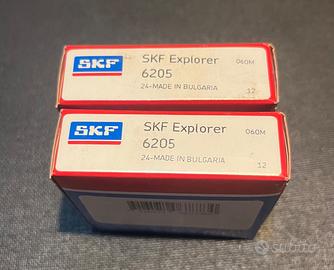 SKF
SKF Explorer
060M
6205
24-MADE IN BULGARIA
12
SKF
SKF Explorer
060M
6205
24-MADE IN BULGARIA
12
subito